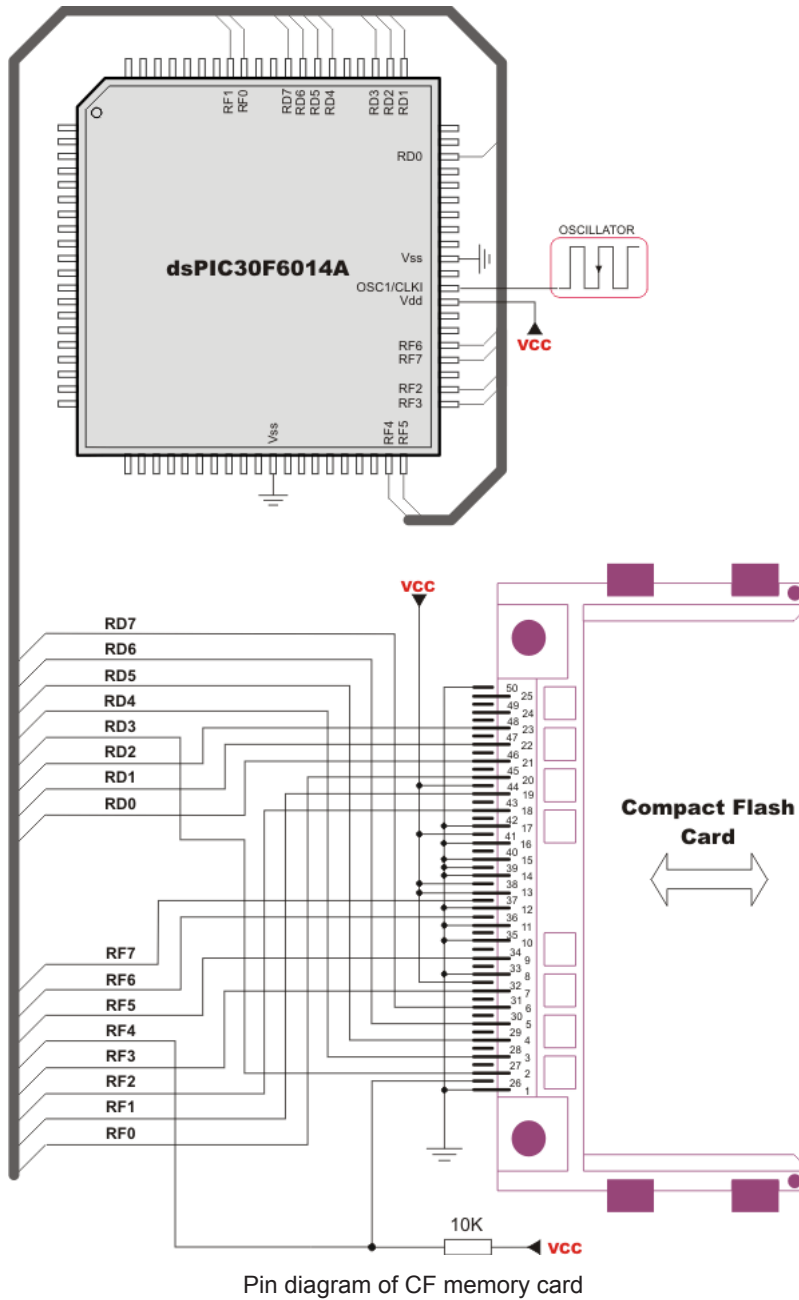 RF1 RF0 RD7 RD6 RD5 RD4 RD3 RD2 RD1
RD0
OSCILLATOR
dsPIC30F6014A
Vss
OSC1/CLKI
Vdd
VCC
RF6
RF7
RF2
RF3
Vss RF4 RF5
VCC
RD7
RD6
RD5
RD4
RD3
RD2
RD1
RD0
50
25
49
24
48
23
47
22
46
21
45
20
44
19
43
18
42
17
41
16
40
15
39
14
38
13
37
12
36
11
35
10
34
9
33
8
32
7
31
6
30
5
29
4
28
3
27
2
26
1
Compact Flash
Card
RF7
RF6
RF5
RF4
RF3
RF2
RF1
RF0
10K
VCC
Pin diagram of CF memory card